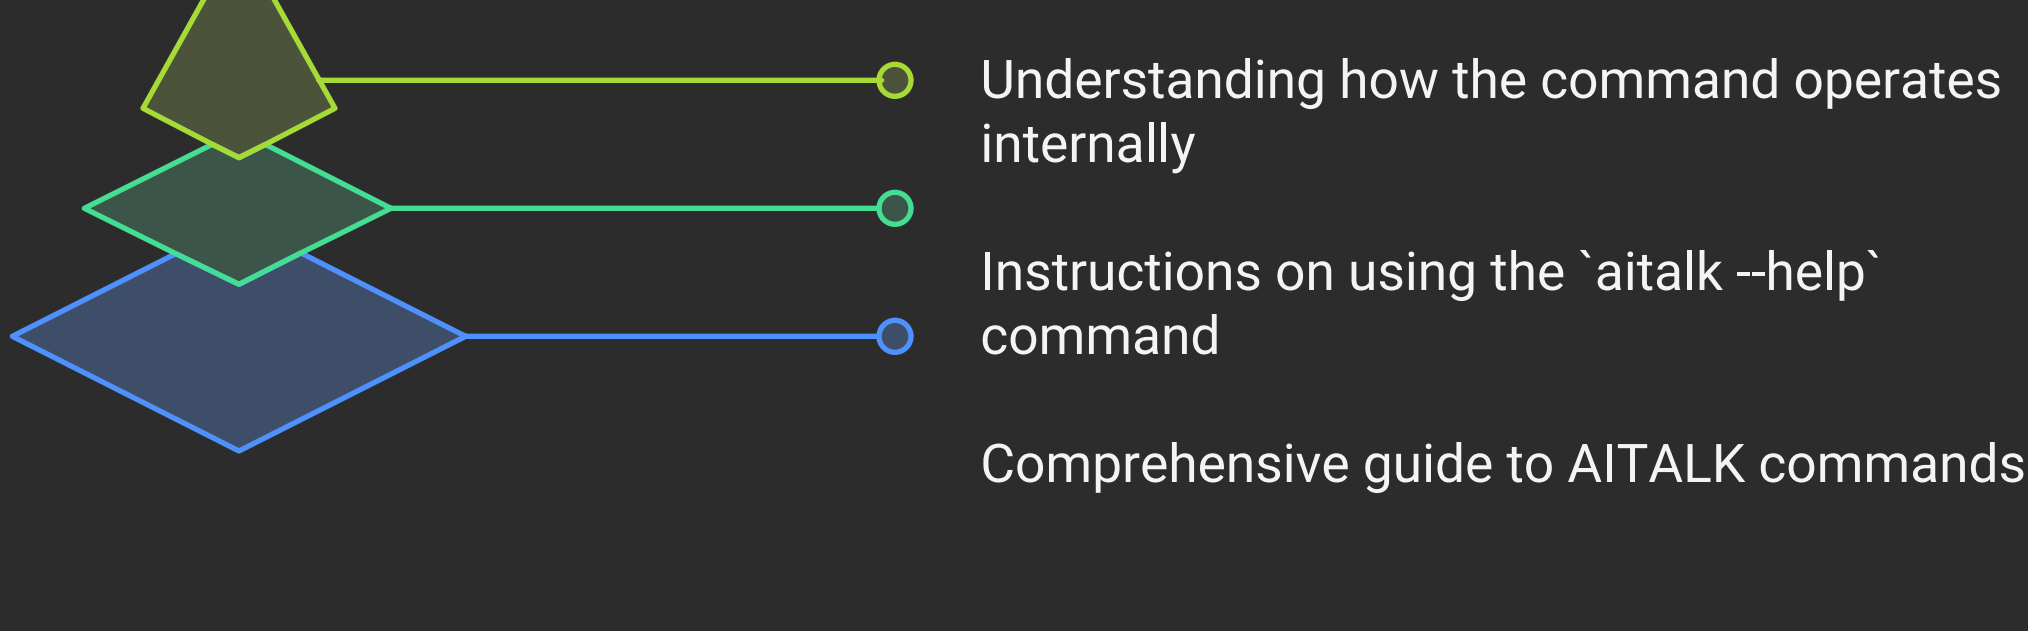 Understanding how the command operates
internally
Instructions on using the `aitalk --help`
command
Comprehensive guide to AITALK commands